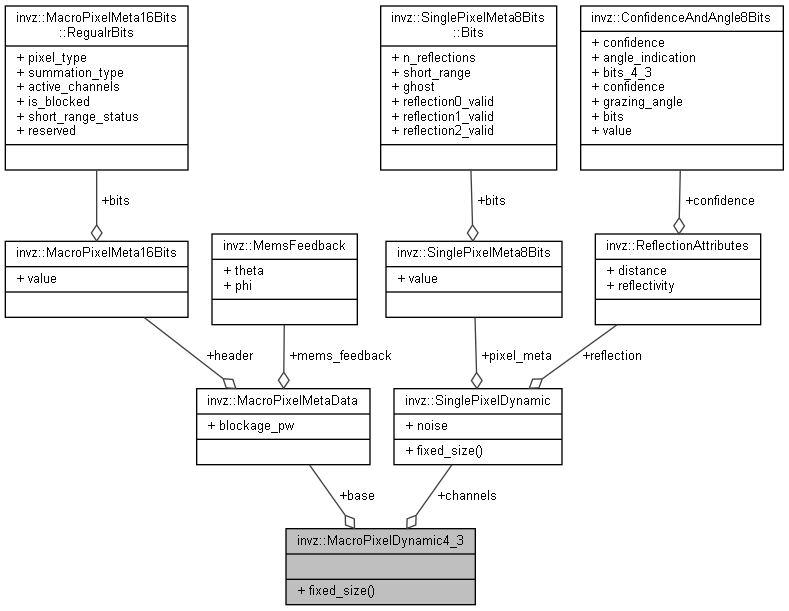 invz::MacroPixelMeta16Bits
::RegualrBits
+ pixel_type
+ summation_type
+ active_channels
+ is_blocked
+ short_range_status
+ reserved
invz::SinglePixelMeta8Bits
::Bits
+ n_reflections
+ short_range
+ ghost
+ reflection0_valid
+ reflection1_valid
+ reflection2_valid
invz::ConfidenceAndAngle8Bits
+ confidence
+ angle_indication
+ bits_4_3
+ confidence
+ grazing_angle
+ bits
+ value
+bits
+bits
+confidence
invz::MacroPixelMeta16Bits
+ value
invz::MemsFeedback
+ theta
+ phi
invz::SinglePixelMeta8Bits
+ value
invz::ReflectionAttributes
+ distance
+ reflectivity
+header
+mems_feedback
+pixel_meta
+reflection
invz::MacroPixelMetaData
+ blockage_pw
invz::SinglePixelDynamic
+ noise
+ fixed_size()
+base
+channels
invz::MacroPixelDynamic4_3
+ fixed_size()